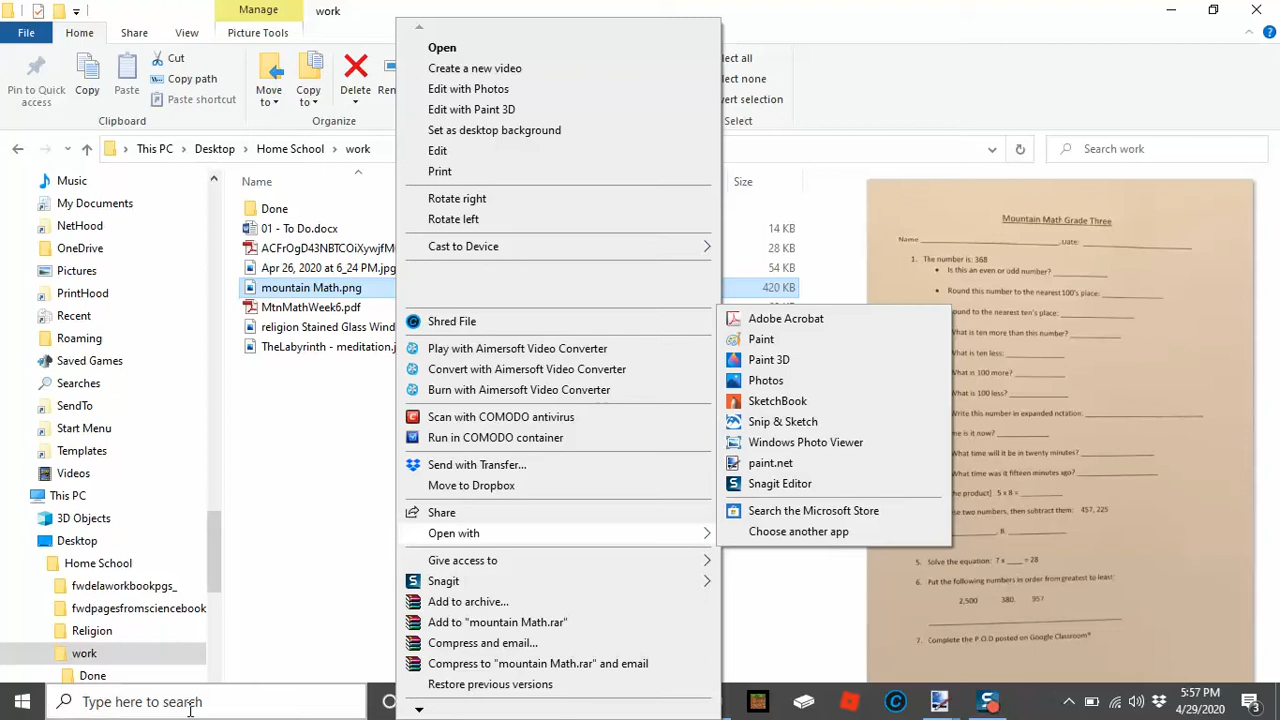 Manage
work
File
Home
Share
View
Picture Tools
Pin to Quick
access
Copy
Paste
Cut
Copy path
Paste shortcut
Clipboard
Move
to
Copy
to
Delete
Organize
Select
This PC
Desktop
Home School
work
Search work
Music
My Documents
NetHood
OneDrive
Pictures
PrintHood
Recent
Roaming
Saved Games
Searches
SendTo
Start Menu
Templates
Videos
This PC
3D Objects
Desktop
Home School
fwdelaworkbookpgs_
fwdpagesfromsciencebook
Religion
work
Done
Name
Done
01 - To Do.docx
Apr 26, 2020 at 6_24 PM.jpg
mountain Math.png
MtnMathWeek6.pdf
religion Stained Glass Wind
TheLabyrinth - meditation.j
Size
14 KB
28 KB
54 KB
420 KB
Open
Create a new video
Edit with Photos
Edit with Paint 3D
Set as desktop background
Edit
Print
Rotate right
Rotate left
Cast to Device
Shred File
Play with Aimersoft Video Converter
Convert with Aimersoft Video Converter
Burn with Aimersoft Video Converter
Scan with COMODO antivirus
Run in COMODO container
Send with Transfer...
Move to Dropbox
Share
Open with
Give access to
Snagit
Add to archive...
Add to "mountain Math.rar"
Compress and email...
Compress to "mountain Math.rar" and email
Restore previous versions
Adobe Acrobat
Paint
Paint 3D
Photos
SketchBook
Snip & Sketch
Windows Photo Viewer
paint.net
Snagit Editor
Search the Microsoft Store
Choose another app
Mountain Math Grade Three
Name Date:
1. The number is: 368
• Is this an even or odd number?
• Round this number to the nearest 100's place:
ound to the nearest ten's place:
What is ten more than this number?
What is ten less:
What is 100 more?
What is 100 less?
Write this number in expanded notation.
me is it now?
What time will it be in twenty minutes?
What time was it fifteen minutes ago?
he product] 5 x 8 =
se two numbers, then subtract them: 457, 225
R.
5. Solve the equation: 7 x ___ = 28
6. Put the following numbers in order from greatest to least:
2,500 380. 957
7. Complete the P.O.D posted on Google Classroom*
Type here to search
5:57 PM
4/29/2020
3